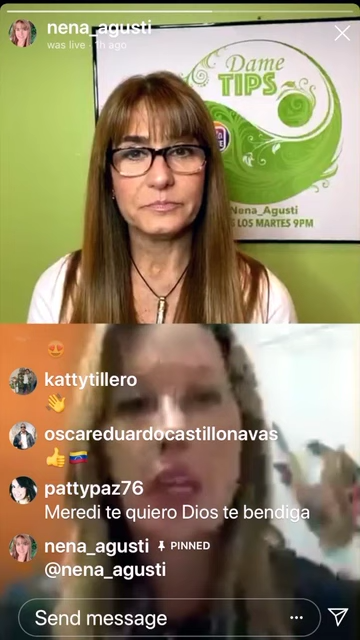 nena_agusti
was live · 1h ago
Dame
TIPS
Nena_Agusti
LOS MARTES 9PM
kattytillero
👋
oscareduardocastillonavas
👍🇻🇪
pattypaz76
Meredi te quiero Dios te bendiga
nena_agusti PINNED
@nena_agusti
Send message